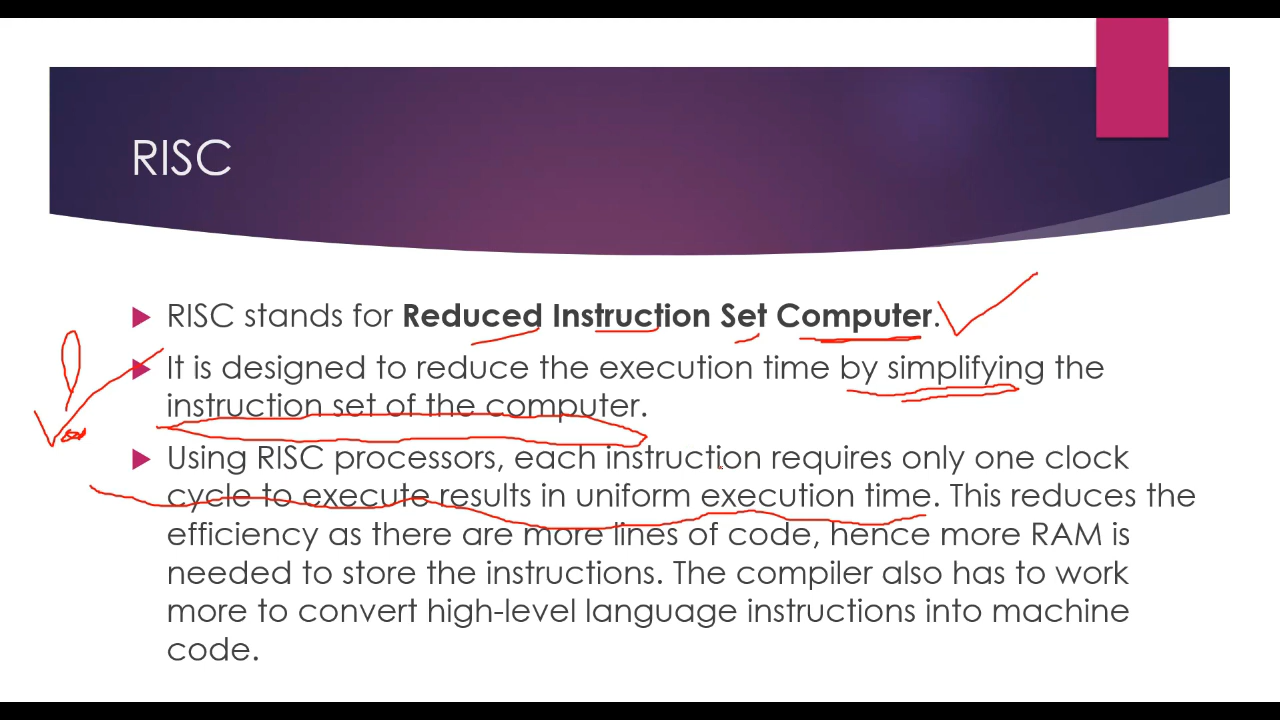 RISC
RISC stands for Reduced Instruction Set Computer.
It is designed to reduce the execution time by simplifying the
instruction set of the computer.
Using RISC processors, each instruction requires only one clock
cycle to execute results in uniform execution time. This reduces the
efficiency as there are more lines of code, hence more RAM is
needed to store the instructions. The compiler also has to work
more to convert high-level language instructions into machine
code.